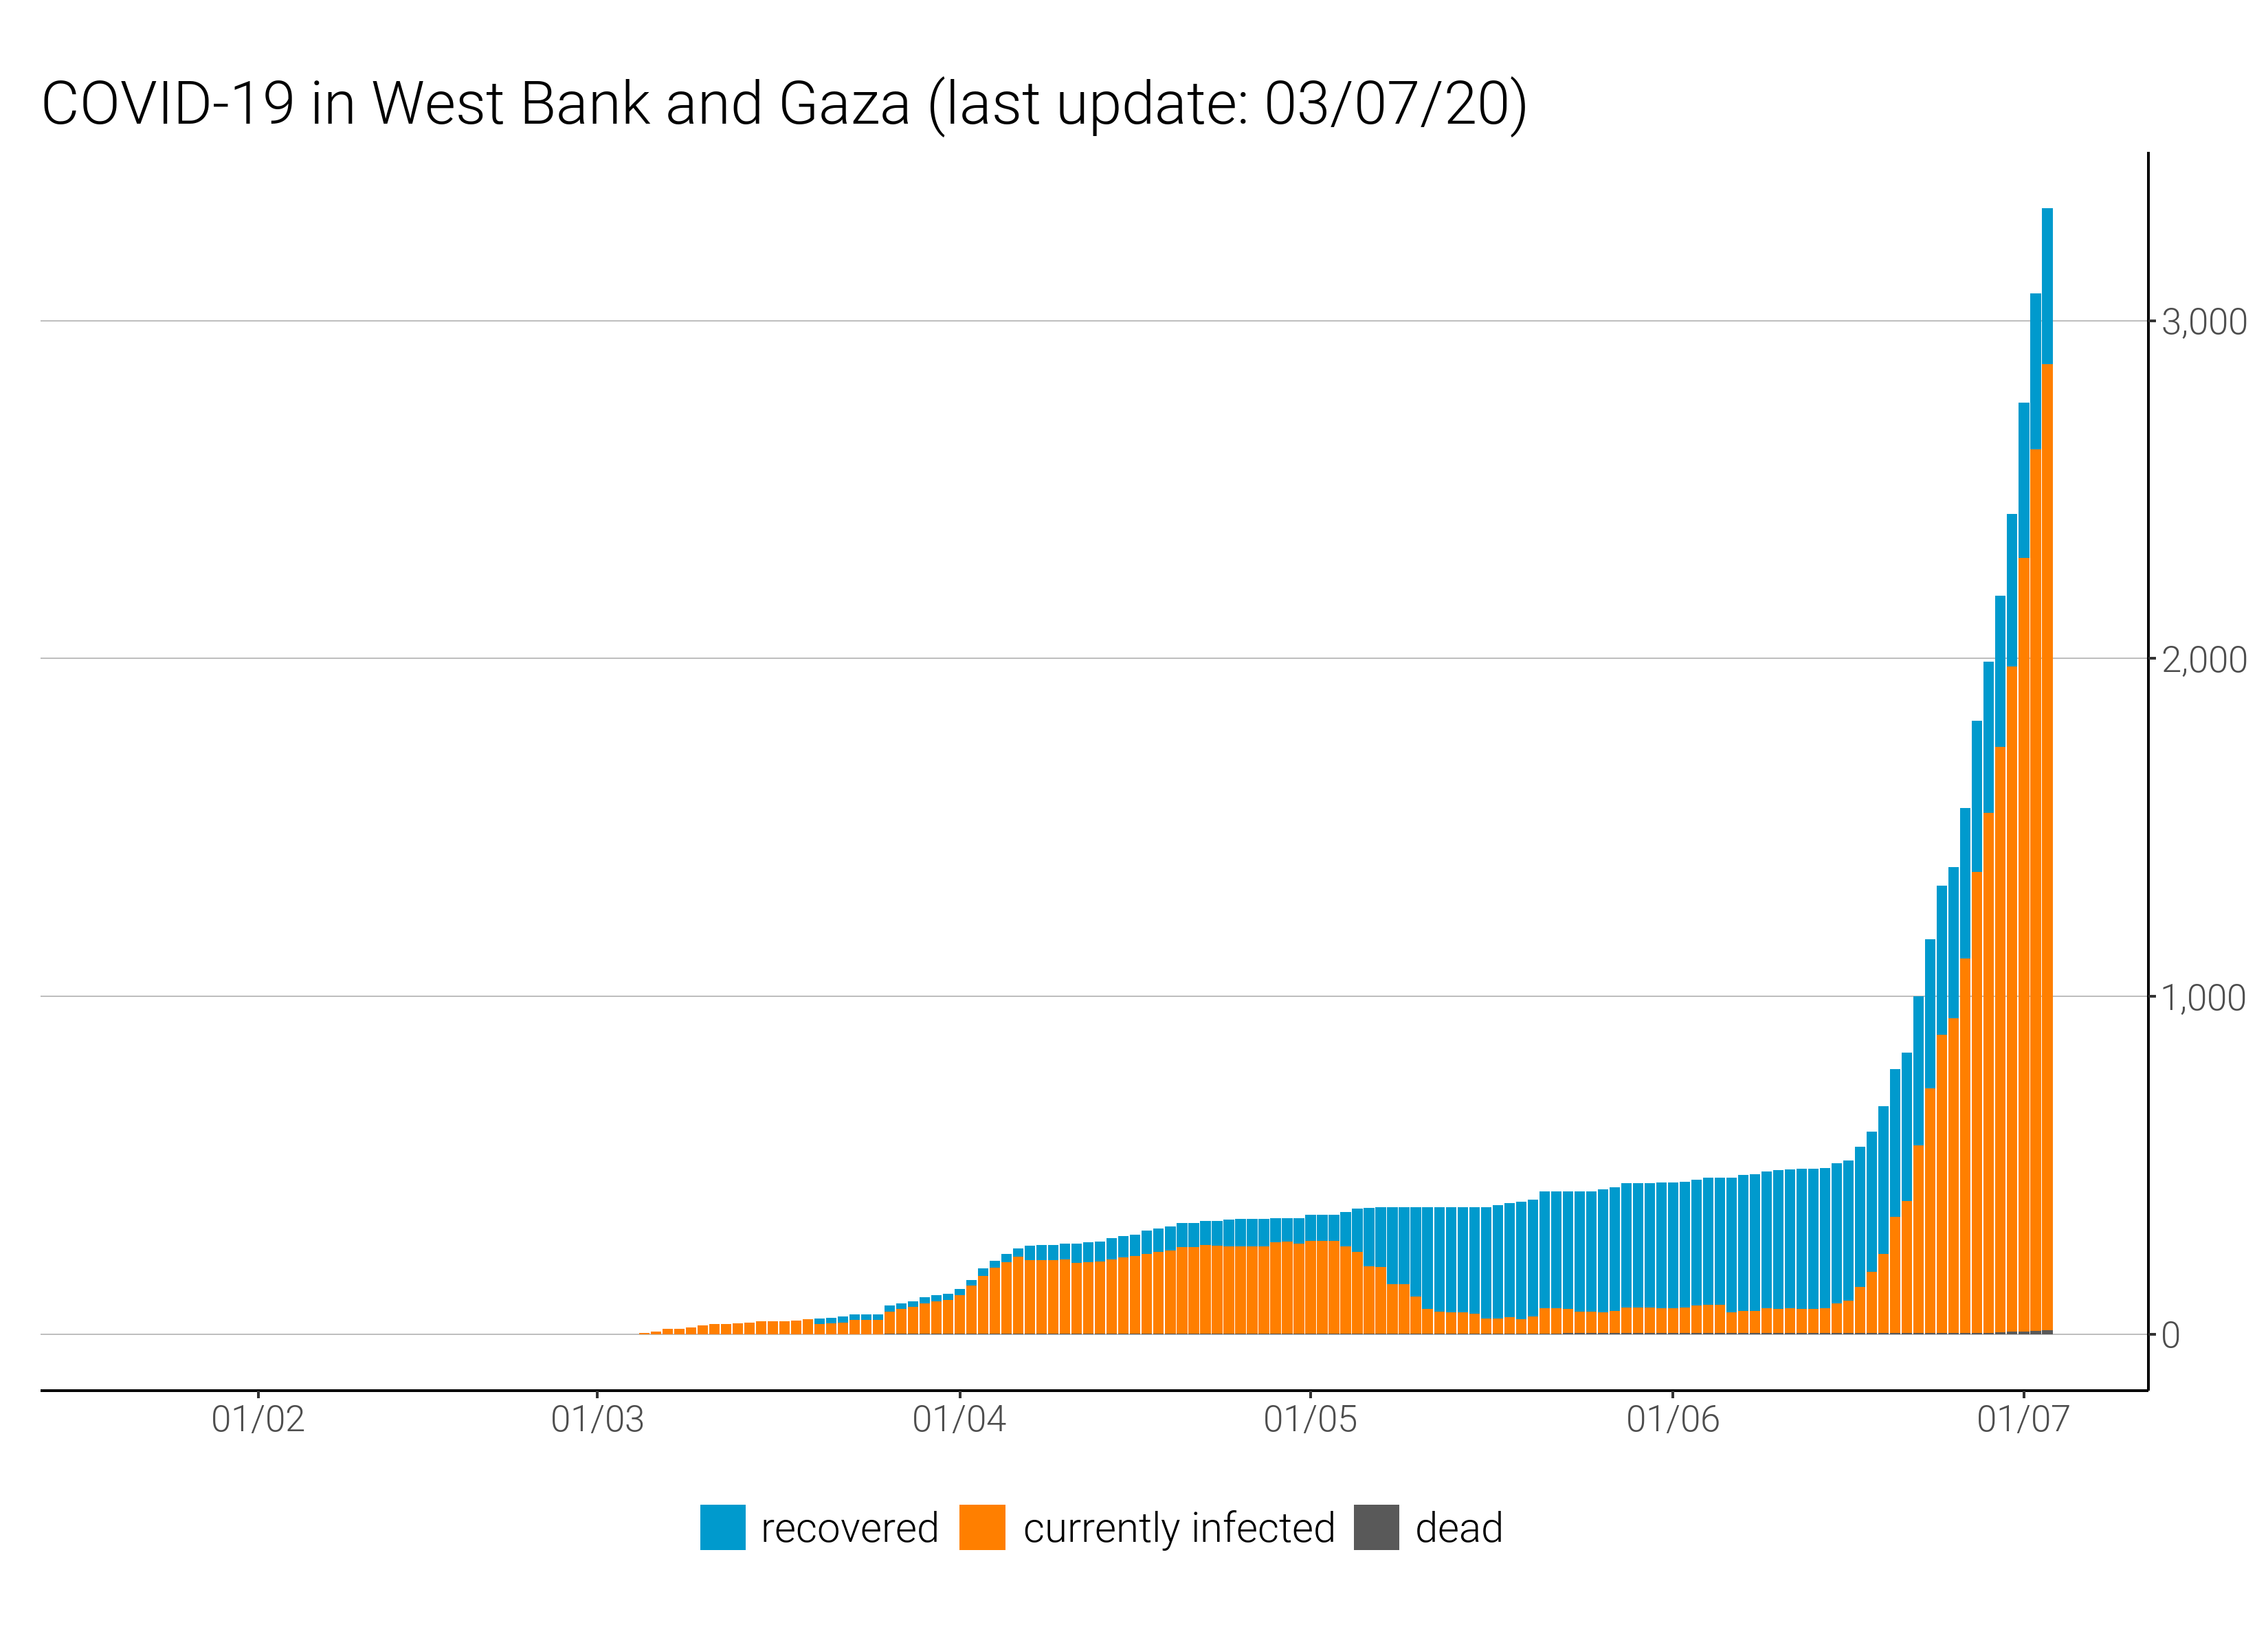 COVID-19 in West Bank and Gaza (last update: 03/07/20)
3,000
2,000
1,000
0
01/02 01/03 01/04 01/05 01/06 01/07
recovered currently infected dead